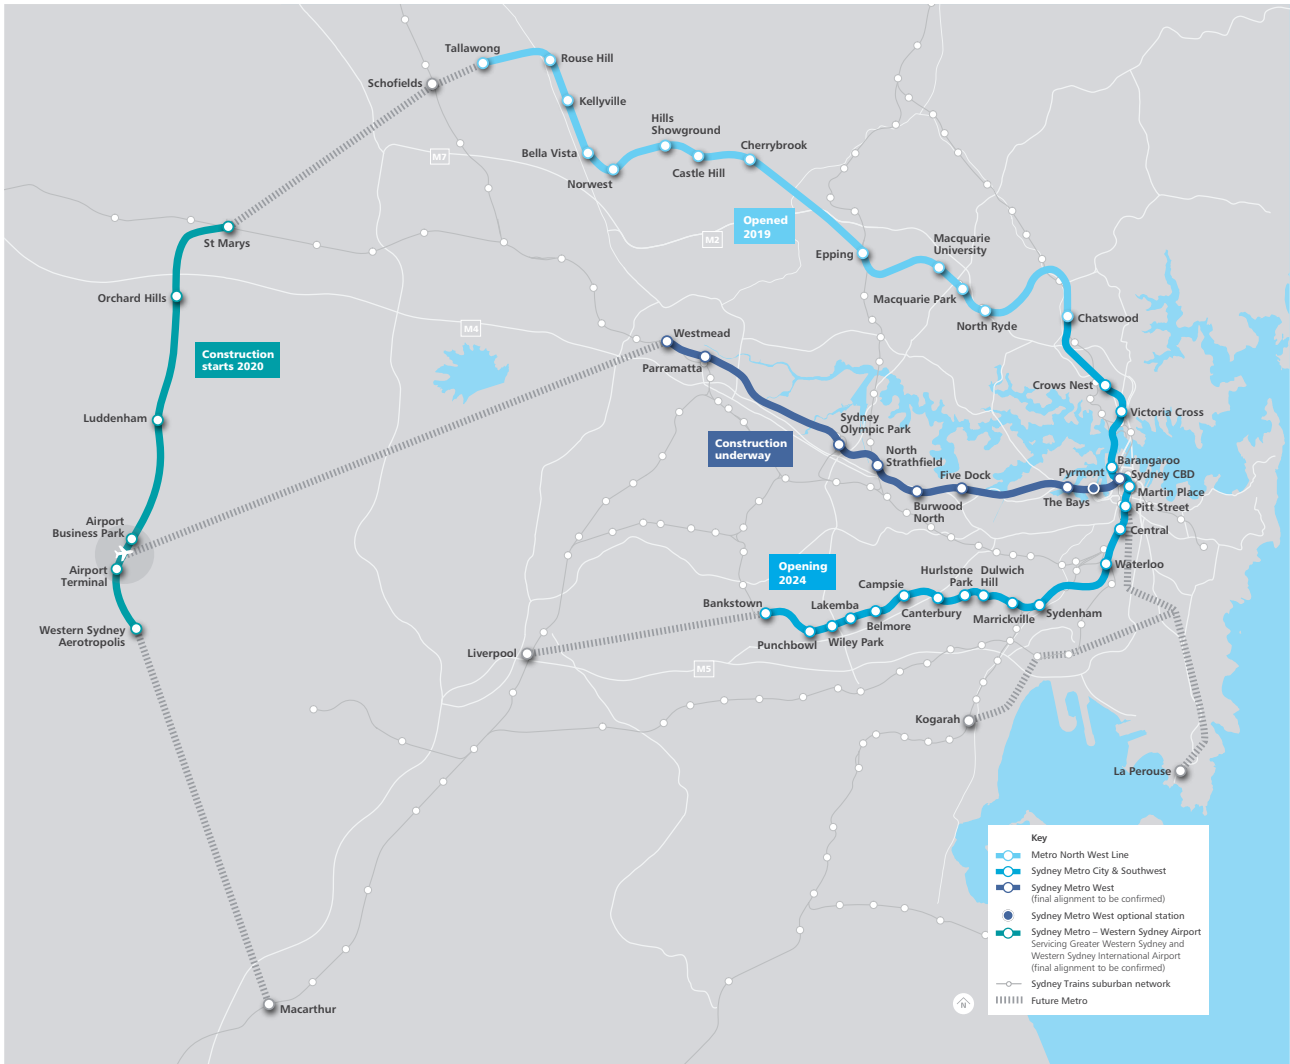 Tallawong
Rouse Hill
Schofields
Kellyville
Hills
Showground
M7
Bella Vista
Cherrybrook
Castle Hill
Norwest
Opened
2019
St Marys
M2
Macquarie
University
Epping
Orchard Hills
Macquarie Park
North Ryde
Chatswood
M4
Westmead
Construction
starts 2020
Parramatta
Crows Nest
Luddenham
Victoria Cross
Sydney
Olympic Park
Construction
underway
North
Strathfield
Barangaroo
Pyrmont
Sydney CBD
Five Dock
Martin Place
The Bays
Pitt Street
Burwood
North
Airport
Business Park
Central
Airport
Terminal
Opening
2024
Waterloo
Hurlstone
Park
Dulwich
Hill
Campsie
Bankstown
Lakemba
Canterbury
Sydenham
Belmore
Marrickville
Western Sydney
Aerotropolis
Punchbowl
Wiley Park
Liverpool
M5
Kogarah
La Perouse
Macarthur
Key
Metro North West Line
Sydney Metro City & Southwest
Sydney Metro West
(final alignment to be confirmed)
Sydney Metro West optional station
Sydney Metro – Western Sydney Airport
Servicing Greater Western Sydney and
Western Sydney International Airport
(final alignment to be confirmed)
Sydney Trains suburban network
Future Metro
N